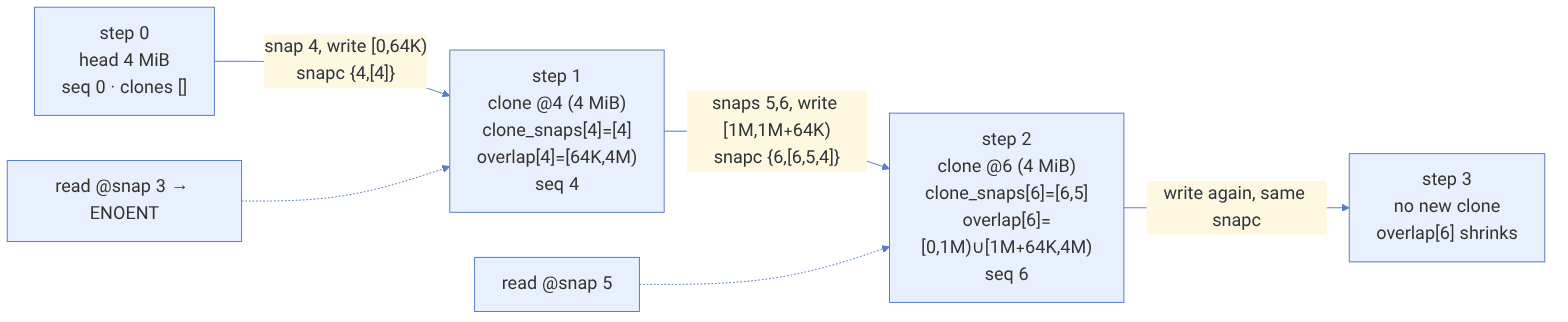 step 0
head 4 MiB
seq 0 · clones []
snap 4, write [0,64K)
snapc {4,[4]}
step 1
clone @4 (4 MiB)
clone_snaps[4]=[4]
overlap[4]=[64K,4M)
seq 4
read @snap 3 →
ENOENT
snaps 5,6, write
[1M,1M+64K)
snapc {6,[6,5,4]}
step 2
clone @6 (4 MiB)
clone_snaps[6]=[6,5]
overlap[6]=
[0,1M)∪[1M+64K,4M)
seq 6
read @snap 5
write again, same
snapc
step 3
no new clone
overlap[6] shrinks